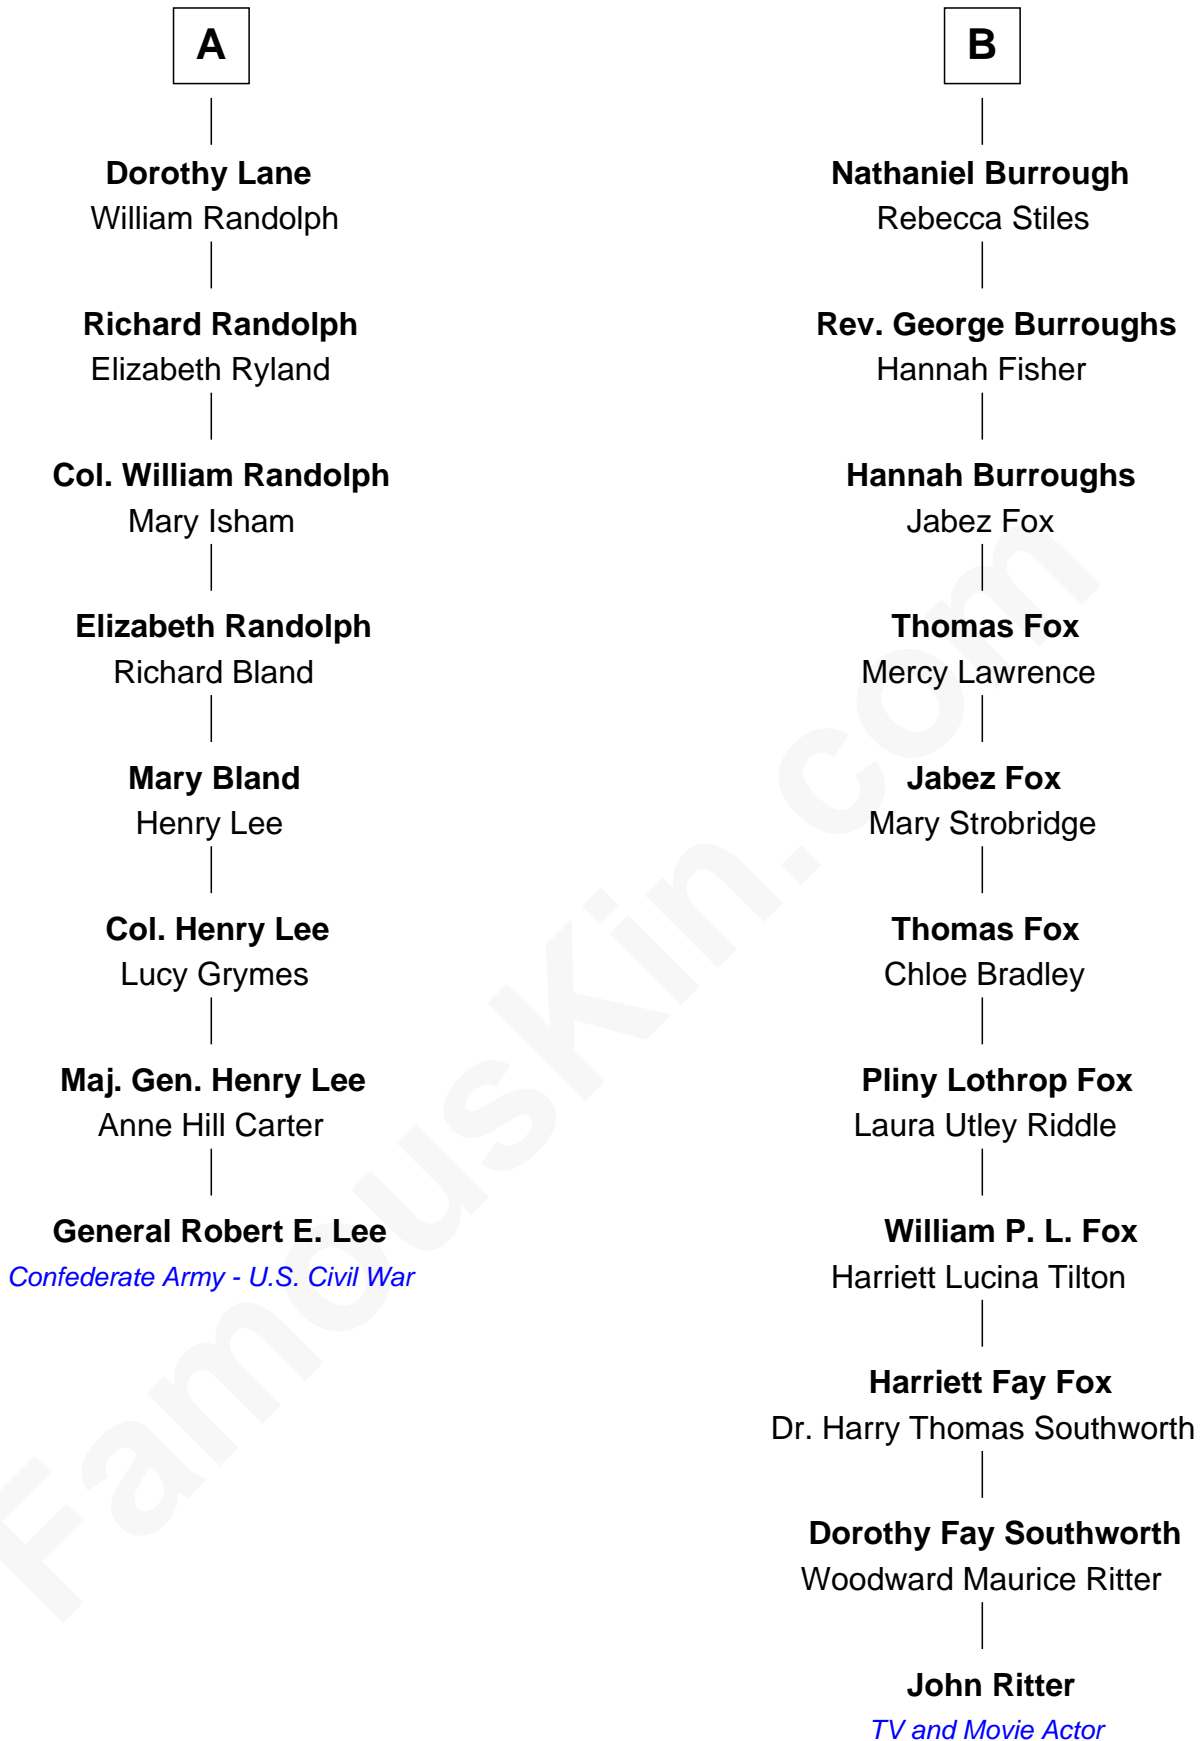 A
Dorothy Lane
William Randolph
Richard Randolph
Elizabeth Ryland
Col. William Randolph
Mary Isham
Elizabeth Randolph
Richard Bland
Mary Bland
Henry Lee
Col. Henry Lee
Lucy Grymes
Maj. Gen. Henry Lee
Anne Hill Carter
General Robert E. Lee
Confederate Army - U.S. Civil War
B
Nathaniel Burrough
Rebecca Stiles
Rev. George Burroughs
Hannah Fisher
Hannah Burroughs
Jabez Fox
Thomas Fox
Mercy Lawrence
Jabez Fox
Mary Strobridge
Thomas Fox
Chloe Bradley
Pliny Lothrop Fox
Laura Utley Riddle
William P. L. Fox
Harriett Lucina Tilton
Harriett Fay Fox
Dr. Harry Thomas Southworth
Dorothy Fay Southworth
Woodward Maurice Ritter
John Ritter
TV and Movie Actor
FamousKin.com